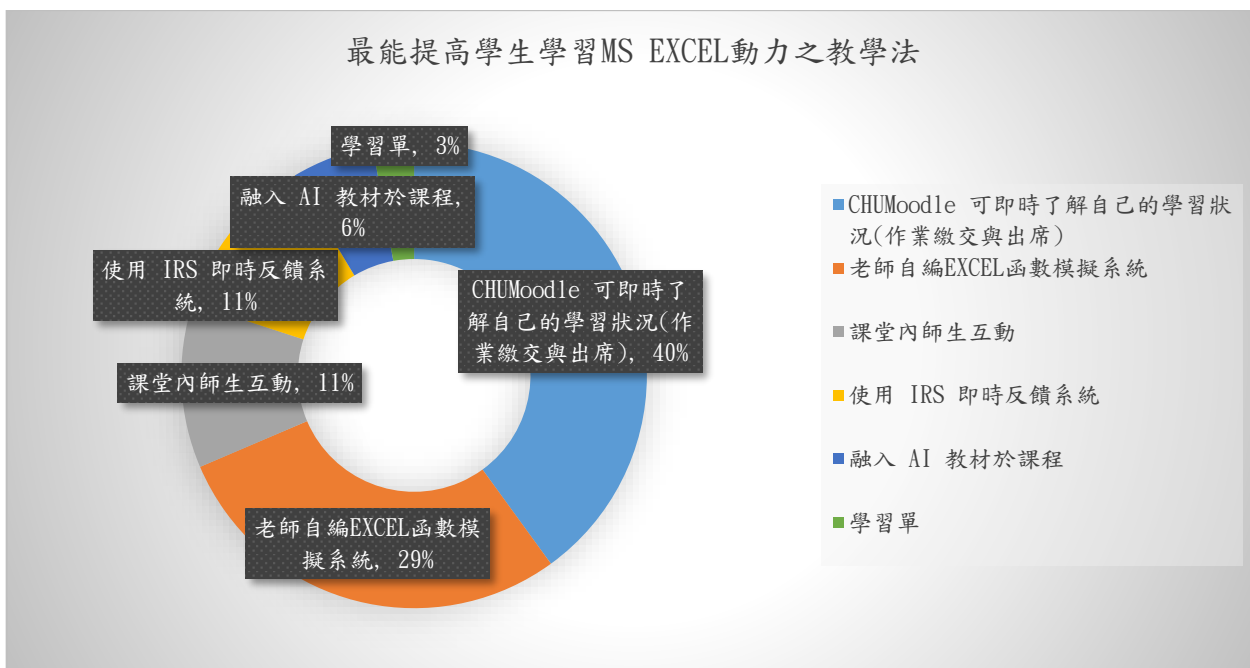 最能提高學生學習MS EXCEL動力之教學法
學習單, 3%
融入 AI 教材於課程,
6%
使用 IRS 即時反饋系
統, 11%
課堂內師生互動, 11%
老師自編EXCEL函數模
擬系統, 29%
CHUMoodle 可即時了
解自己的學習狀況(作
業繳交與出席), 40%
CHUMoodle 可即時了解自己的學習狀
況(作業繳交與出席)
老師自編EXCEL函數模擬系統
課堂內師生互動
使用 IRS 即時反饋系統
融入 AI 教材於課程
學習單